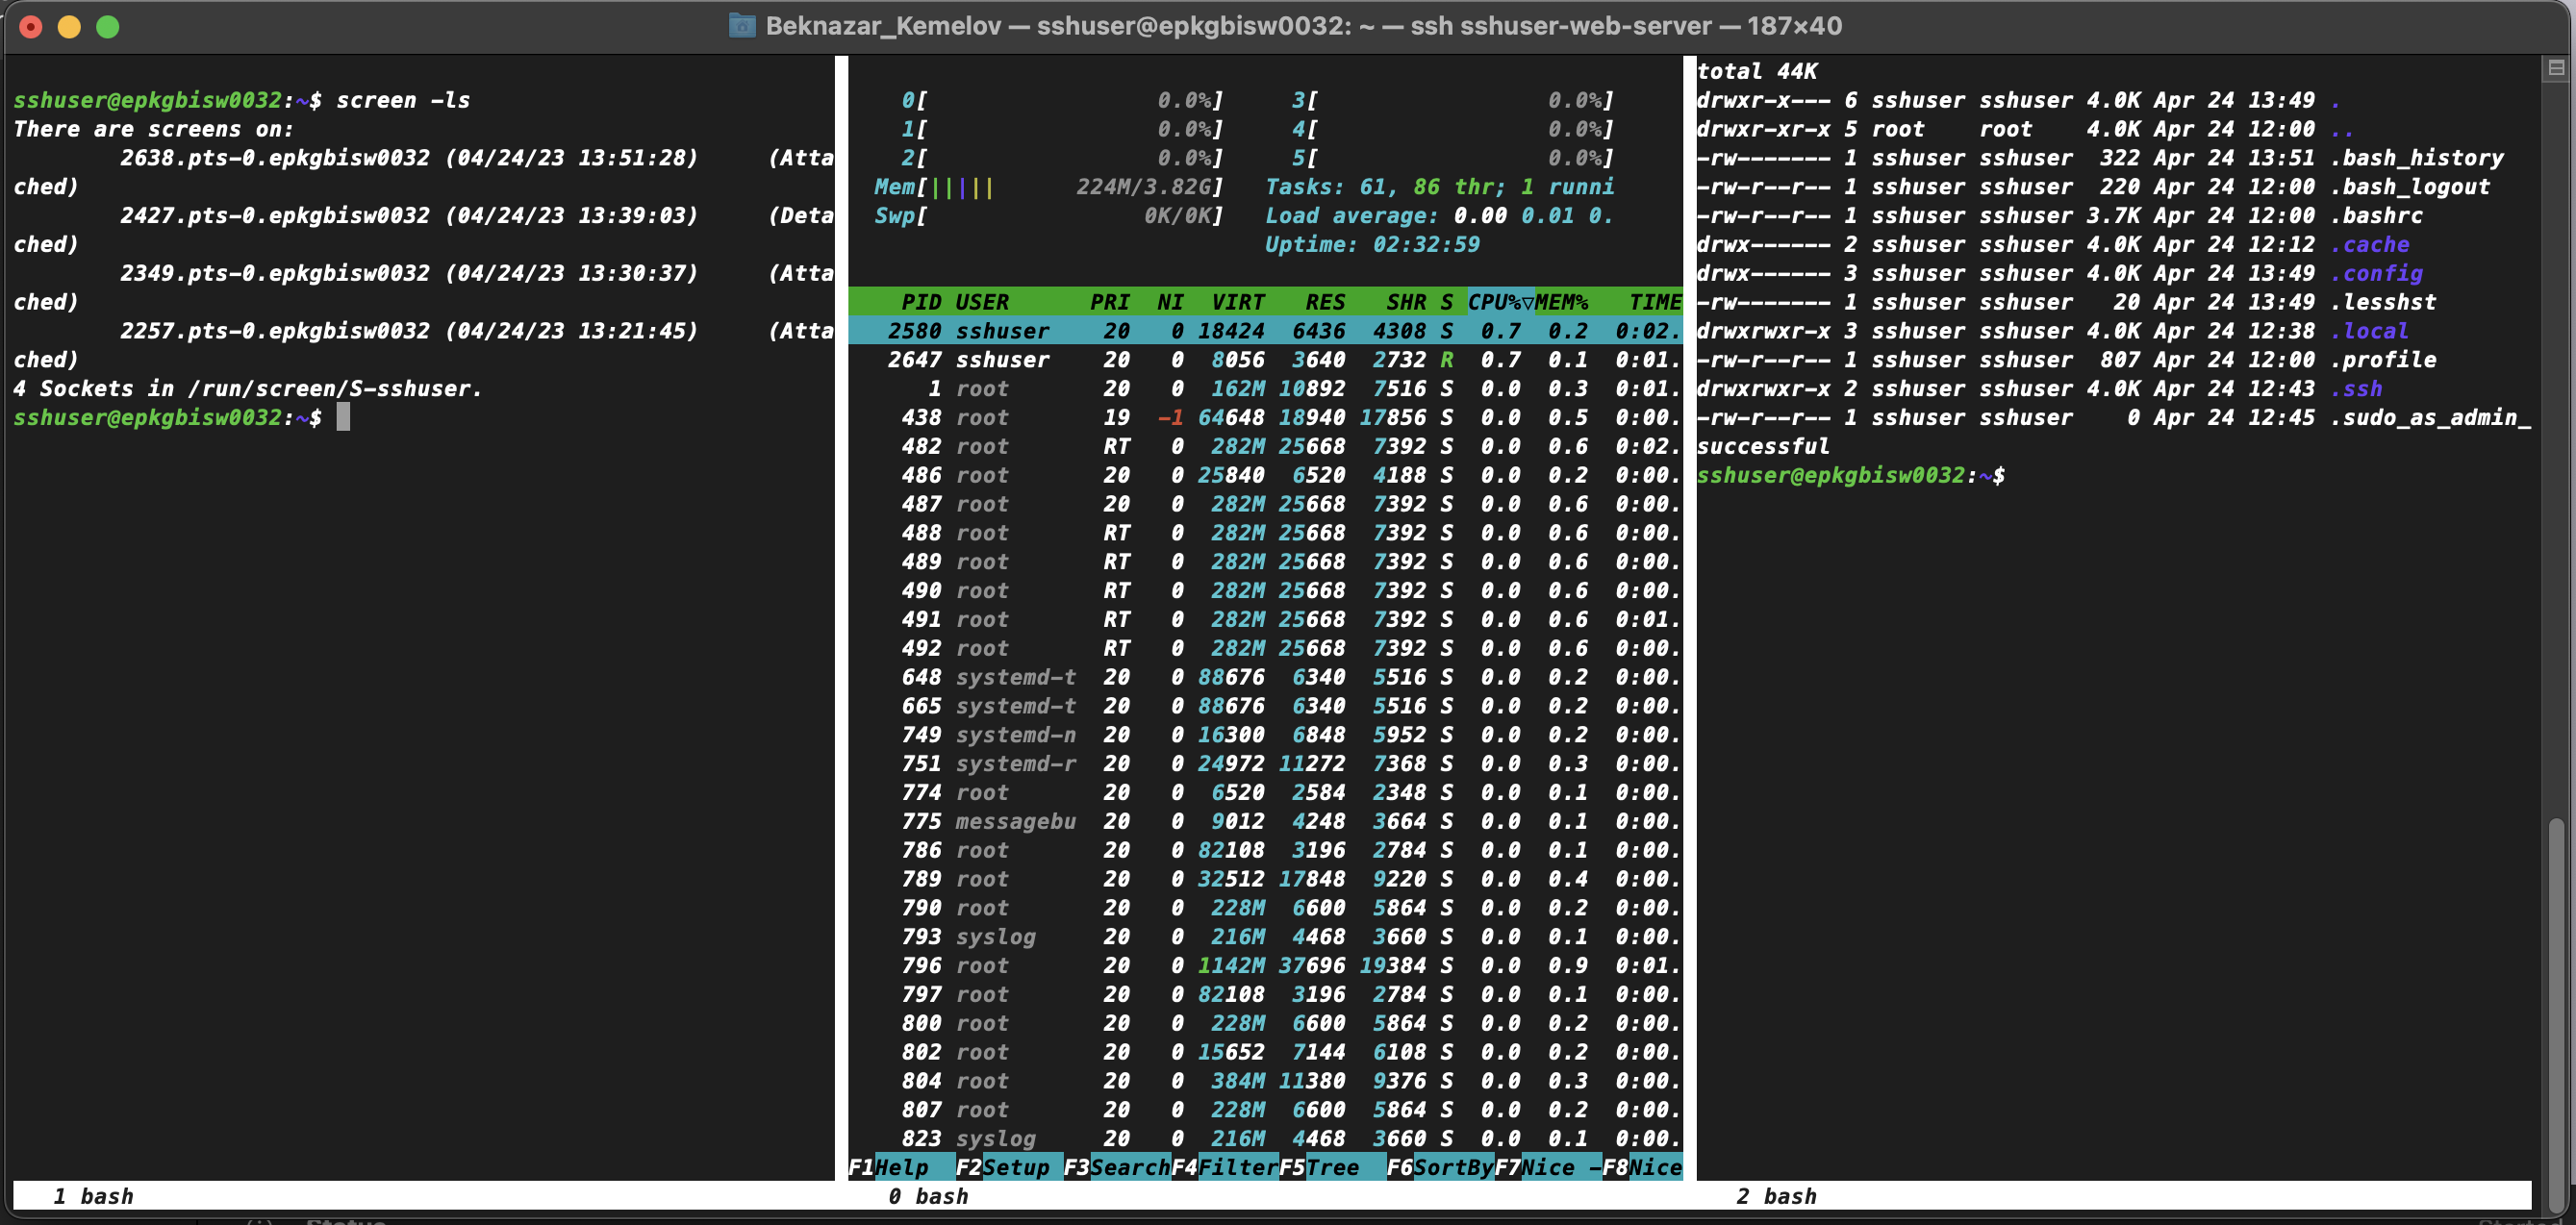 Beknazar_Kemelov — sshuser@epkgbisw0032: ~ — ssh sshuser-web-server — 187×40
sshuser@epkgbisw0032:~$ screen -ls
There are screens on:
2638.pts-0.epkgbisw0032 (04/24/23 13:51:28) (Atta
ched)
2427.pts-0.epkgbisw0032 (04/24/23 13:39:03) (Deta
ched)
2349.pts-0.epkgbisw0032 (04/24/23 13:30:37) (Atta
ched)
2257.pts-0.epkgbisw0032 (04/24/23 13:21:45) (Atta
ched)
4 Sockets in /run/screen/S-sshuser.
sshuser@epkgbisw0032:~$
1 bash
0[ 0.0%] 3[ 0.0%]
1[ 0.0%] 4[ 0.0%]
2[ 0.0%] 5[ 0.0%]
Mem[||||| 224M/3.82G] Tasks: 61, 86 thr; 1 runni
Swp[ 0K/0K] Load average: 0.00 0.01 0.
Uptime: 02:32:59
PID USER PRI NI VIRT RES SHR S CPU%▽MEM% TIME
2580 sshuser 20 0 18424 6436 4308 S 0.7 0.2 0:02.
2647 sshuser 20 0 8056 3640 2732 R 0.7 0.1 0:01.
1 root 20 0 162M 10892 7516 S 0.0 0.3 0:01.
438 root 19 -1 64648 18940 17856 S 0.0 0.5 0:00.
482 root RT 0 282M 25668 7392 S 0.0 0.6 0:02.
486 root 20 0 25840 6520 4188 S 0.0 0.2 0:00.
487 root 20 0 282M 25668 7392 S 0.0 0.6 0:00.
488 root RT 0 282M 25668 7392 S 0.0 0.6 0:00.
489 root RT 0 282M 25668 7392 S 0.0 0.6 0:00.
490 root RT 0 282M 25668 7392 S 0.0 0.6 0:00.
491 root RT 0 282M 25668 7392 S 0.0 0.6 0:01.
492 root RT 0 282M 25668 7392 S 0.0 0.6 0:00.
648 systemd-t 20 0 88676 6340 5516 S 0.0 0.2 0:00.
665 systemd-t 20 0 88676 6340 5516 S 0.0 0.2 0:00.
749 systemd-n 20 0 16300 6848 5952 S 0.0 0.2 0:00.
751 systemd-r 20 0 24972 11272 7368 S 0.0 0.3 0:00.
774 root 20 0 6520 2584 2348 S 0.0 0.1 0:00.
775 messagebu 20 0 9012 4248 3664 S 0.0 0.1 0:00.
786 root 20 0 82108 3196 2784 S 0.0 0.1 0:00.
789 root 20 0 32512 17848 9220 S 0.0 0.4 0:00.
790 root 20 0 228M 6600 5864 S 0.0 0.2 0:00.
793 syslog 20 0 216M 4468 3660 S 0.0 0.1 0:00.
796 root 20 0 1142M 37696 19384 S 0.0 0.9 0:01.
797 root 20 0 82108 3196 2784 S 0.0 0.1 0:00.
800 root 20 0 228M 6600 5864 S 0.0 0.2 0:00.
802 root 20 0 15652 7144 6108 S 0.0 0.2 0:00.
804 root 20 0 384M 11380 9376 S 0.0 0.3 0:00.
807 root 20 0 228M 6600 5864 S 0.0 0.2 0:00.
823 syslog 20 0 216M 4468 3660 S 0.0 0.1 0:00.
F1Help F2Setup F3SearchF4FilterF5Tree F6SortByF7Nice -F8Nice
0 bash
total 44K
drwxr-x--- 6 sshuser sshuser 4.0K Apr 24 13:49 .
drwxr-xr-x 5 root root 4.0K Apr 24 12:00 ..
-rw------- 1 sshuser sshuser 322 Apr 24 13:51 .bash_history
-rw-r--r-- 1 sshuser sshuser 220 Apr 24 12:00 .bash_logout
-rw-r--r-- 1 sshuser sshuser 3.7K Apr 24 12:00 .bashrc
drwx------ 2 sshuser sshuser 4.0K Apr 24 12:12 .cache
drwx------ 3 sshuser sshuser 4.0K Apr 24 13:49 .config
-rw------- 1 sshuser sshuser 20 Apr 24 13:49 .lesshst
drwxrwxr-x 3 sshuser sshuser 4.0K Apr 24 12:38 .local
-rw-r--r-- 1 sshuser sshuser 807 Apr 24 12:00 .profile
drwxrwxr-x 2 sshuser sshuser 4.0K Apr 24 12:43 .ssh
-rw-r--r-- 1 sshuser sshuser 0 Apr 24 12:45 .sudo_as_admin_
successful
sshuser@epkgbisw0032:~$
2 bash